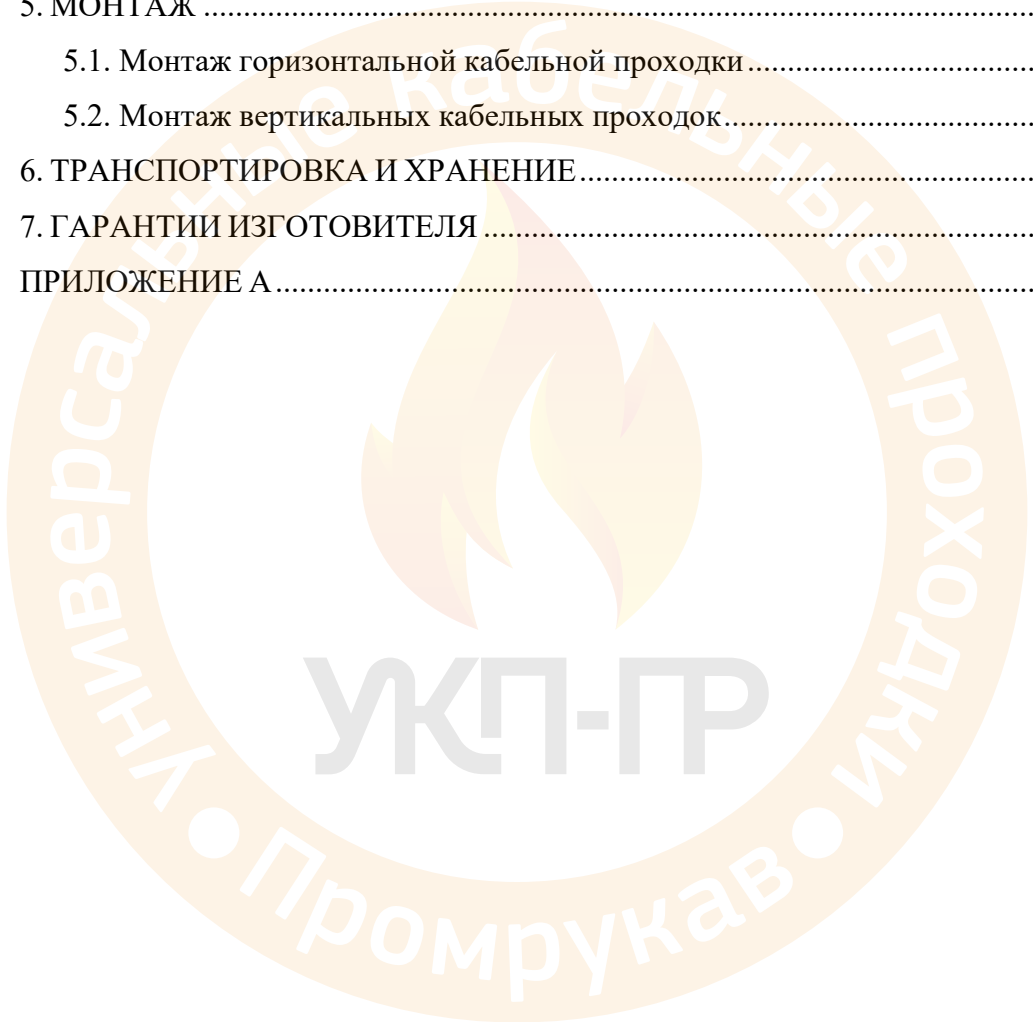 5. МОНТАЖ
5.1. Монтаж горизонтальной кабельной проходки
5.2. Монтаж вертикальных кабельных проходок
6. ТРАНСПОРТИРОВКА И ХРАНЕНИЕ
7. ГАРАНТИИ ИЗГОТОВИТЕЛЯ
ПРИЛОЖЕНИЕ А
Универсальные кабельные проходки
УКП-ПР
Промрукав